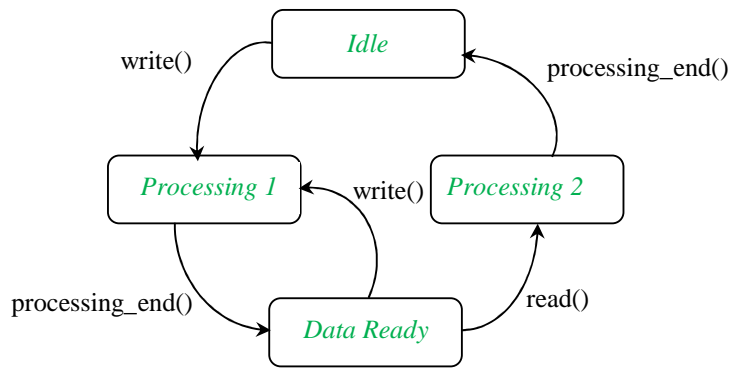 Idle
write()
processing_end()
Processing 1
write()
Processing 2
processing_end()
read()
Data Ready